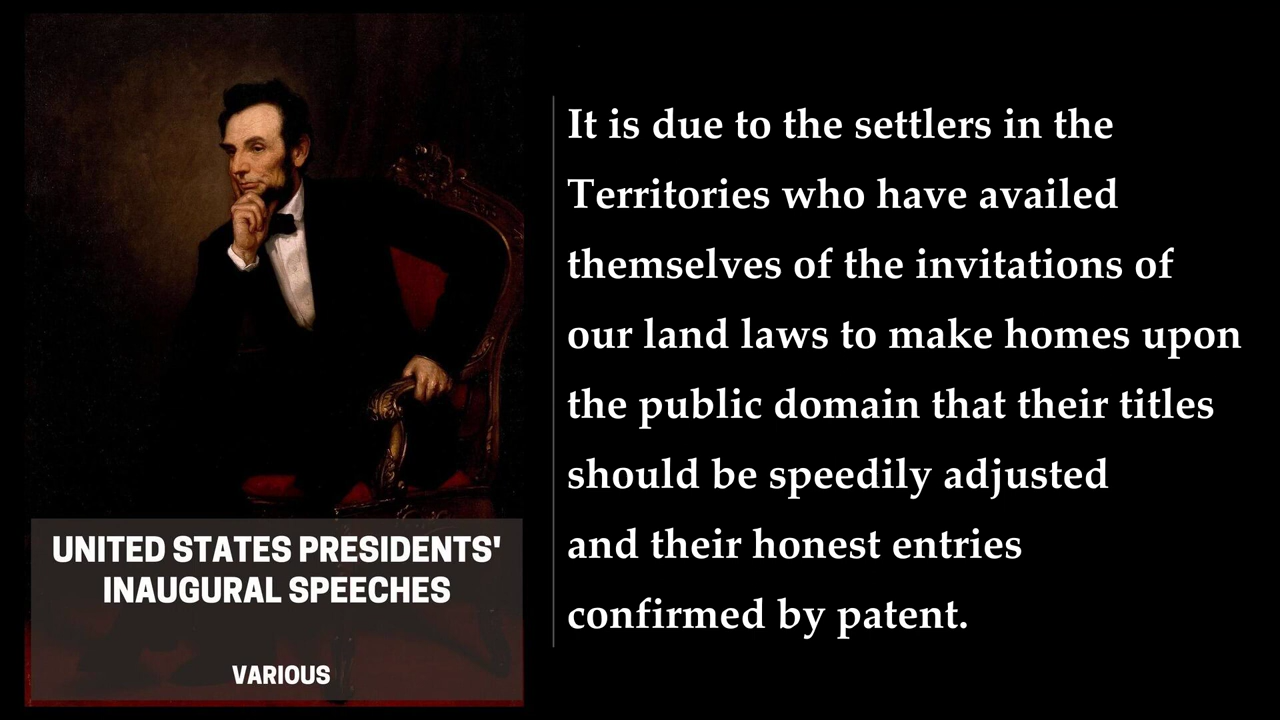 UNITED STATES PRESIDENTS'
INAUGURAL SPEECHES
VARIOUS
It is due to the settlers in the
Territories who have availed
themselves of the invitations of
our land laws to make homes upon
the public domain that their titles
should be speedily adjusted
and their honest entries
confirmed by patent.